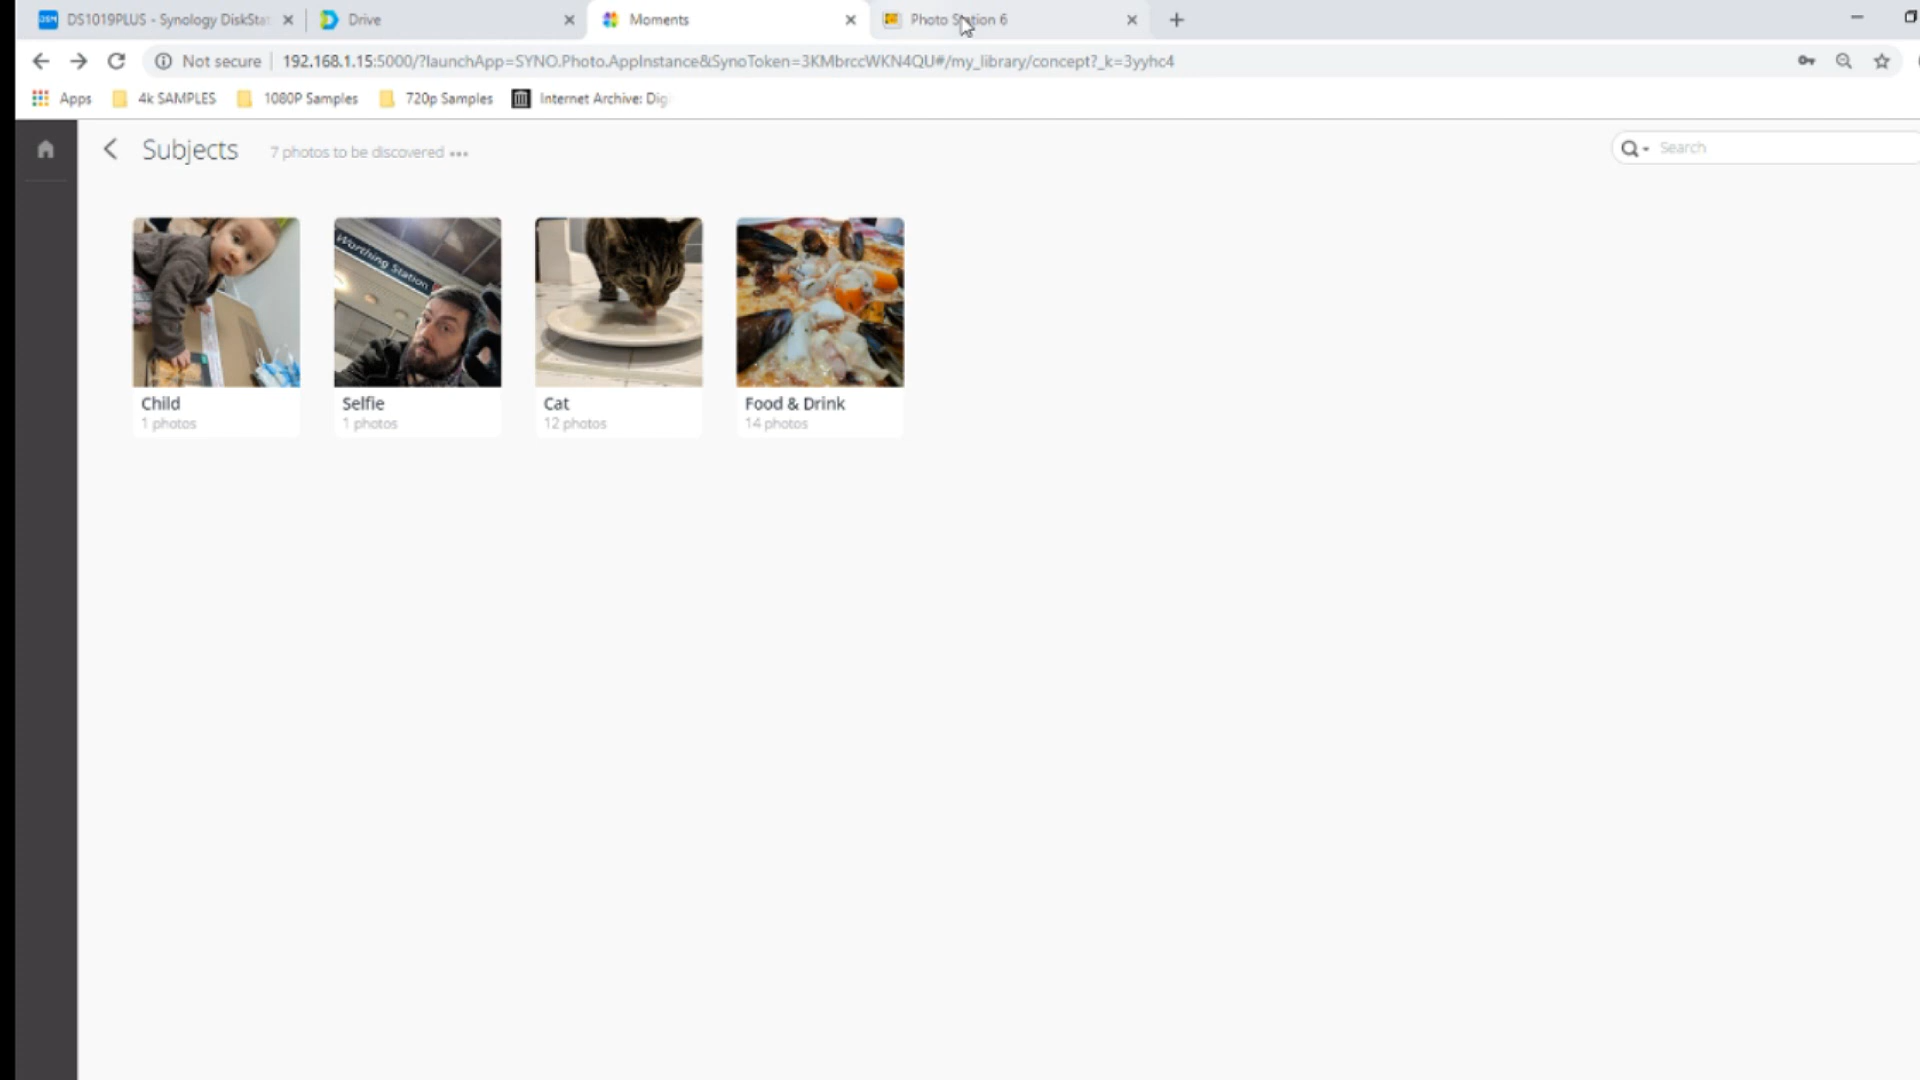 DSM DS1019PLUS - Synology DiskStat
Drive
Moments
Photo Station 6
Not secure 192.168.1.15:5000/?launchApp=SYNO.Photo.AppInstance&SynoToken=3KMbrccWKN4QU#/my_library/concept?_k=3yyhc4
Apps
4k SAMPLES
1080P Samples
720p Samples
Internet Archive: Dig
Subjects
7 photos to be discovered •••
Search
Worthing Station
Child
1 photos
Selfie
1 photos
Cat
12 photos
Food & Drink
14 photos